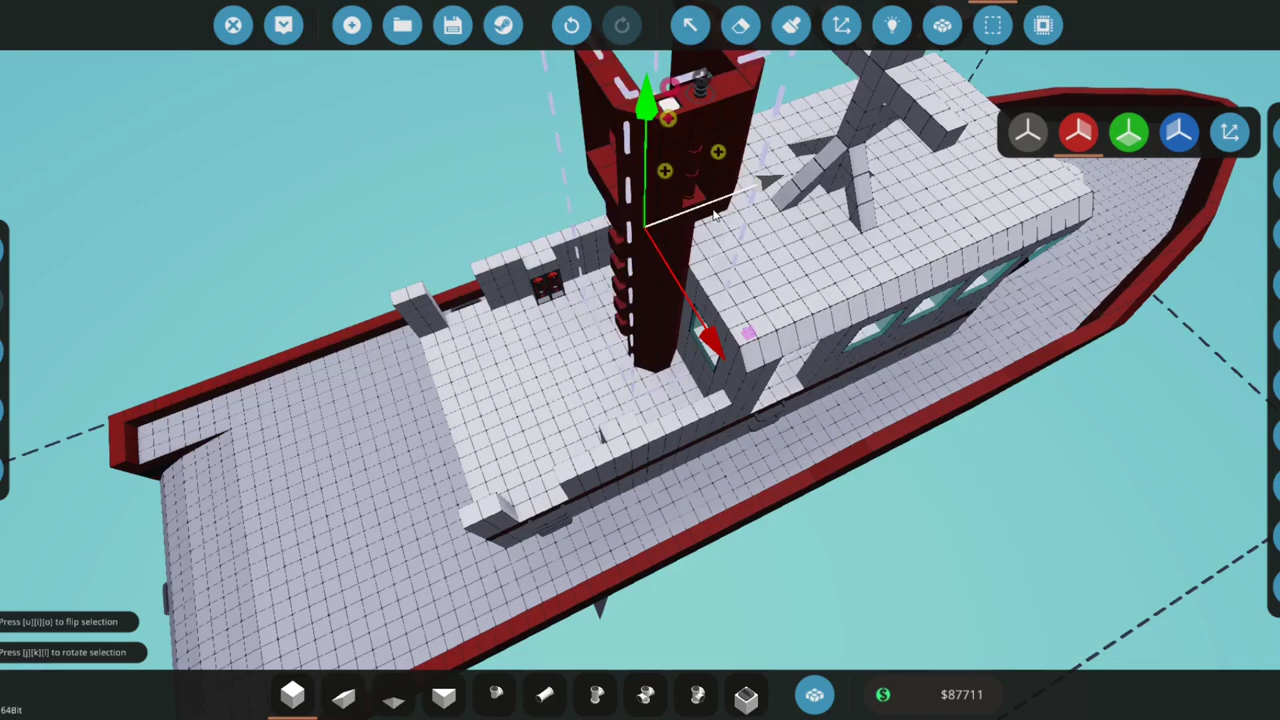 Press [u][i][o] to flip selection
Press [j][k][l] to rotate selection
64Bit
$87711